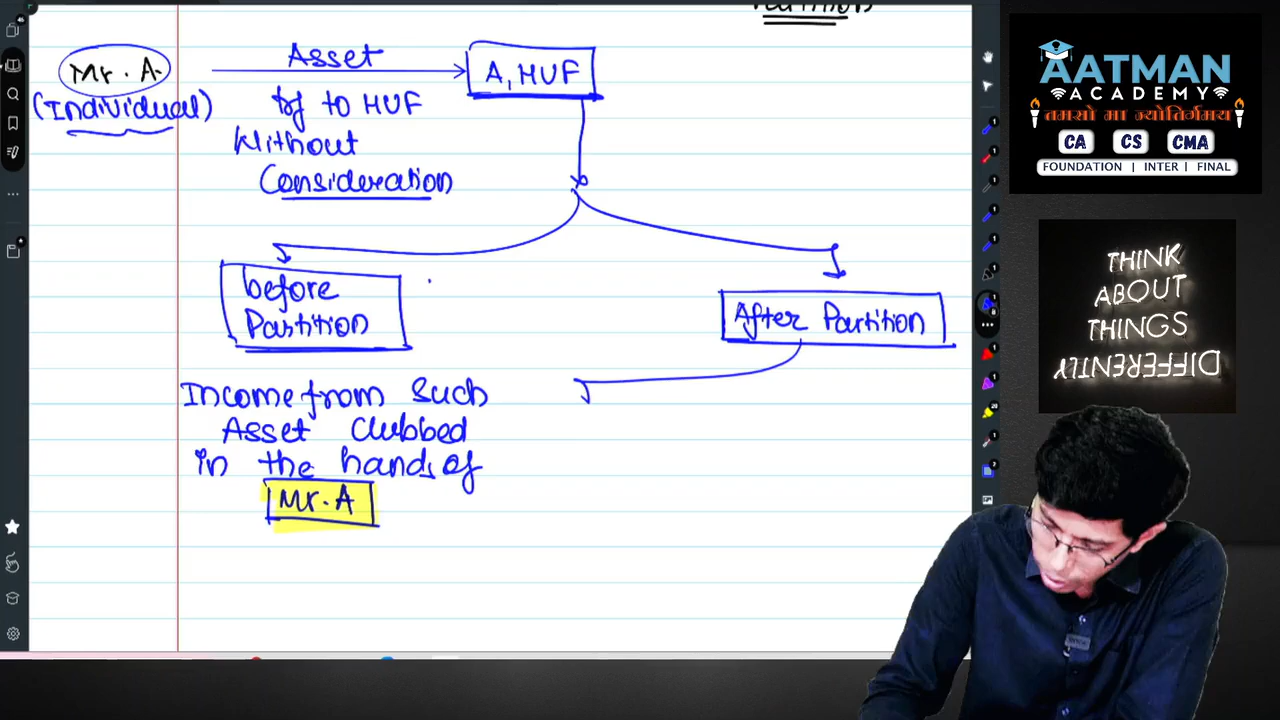 Partition
Mr. A
(Individual)
Asset
trf to HUF
Without
Consideration
A, HUF
before
Partition
After Partition
Income from Such
Asset Clubbed
in the hands of
Mr. A
AATMAN
ACADEMY
तमसो मा ज्योतिर्गमय
CA CS CMA
FOUNDATION | INTER | FINAL
THINK
ABOUT
THINGS
DIFFERENTLY